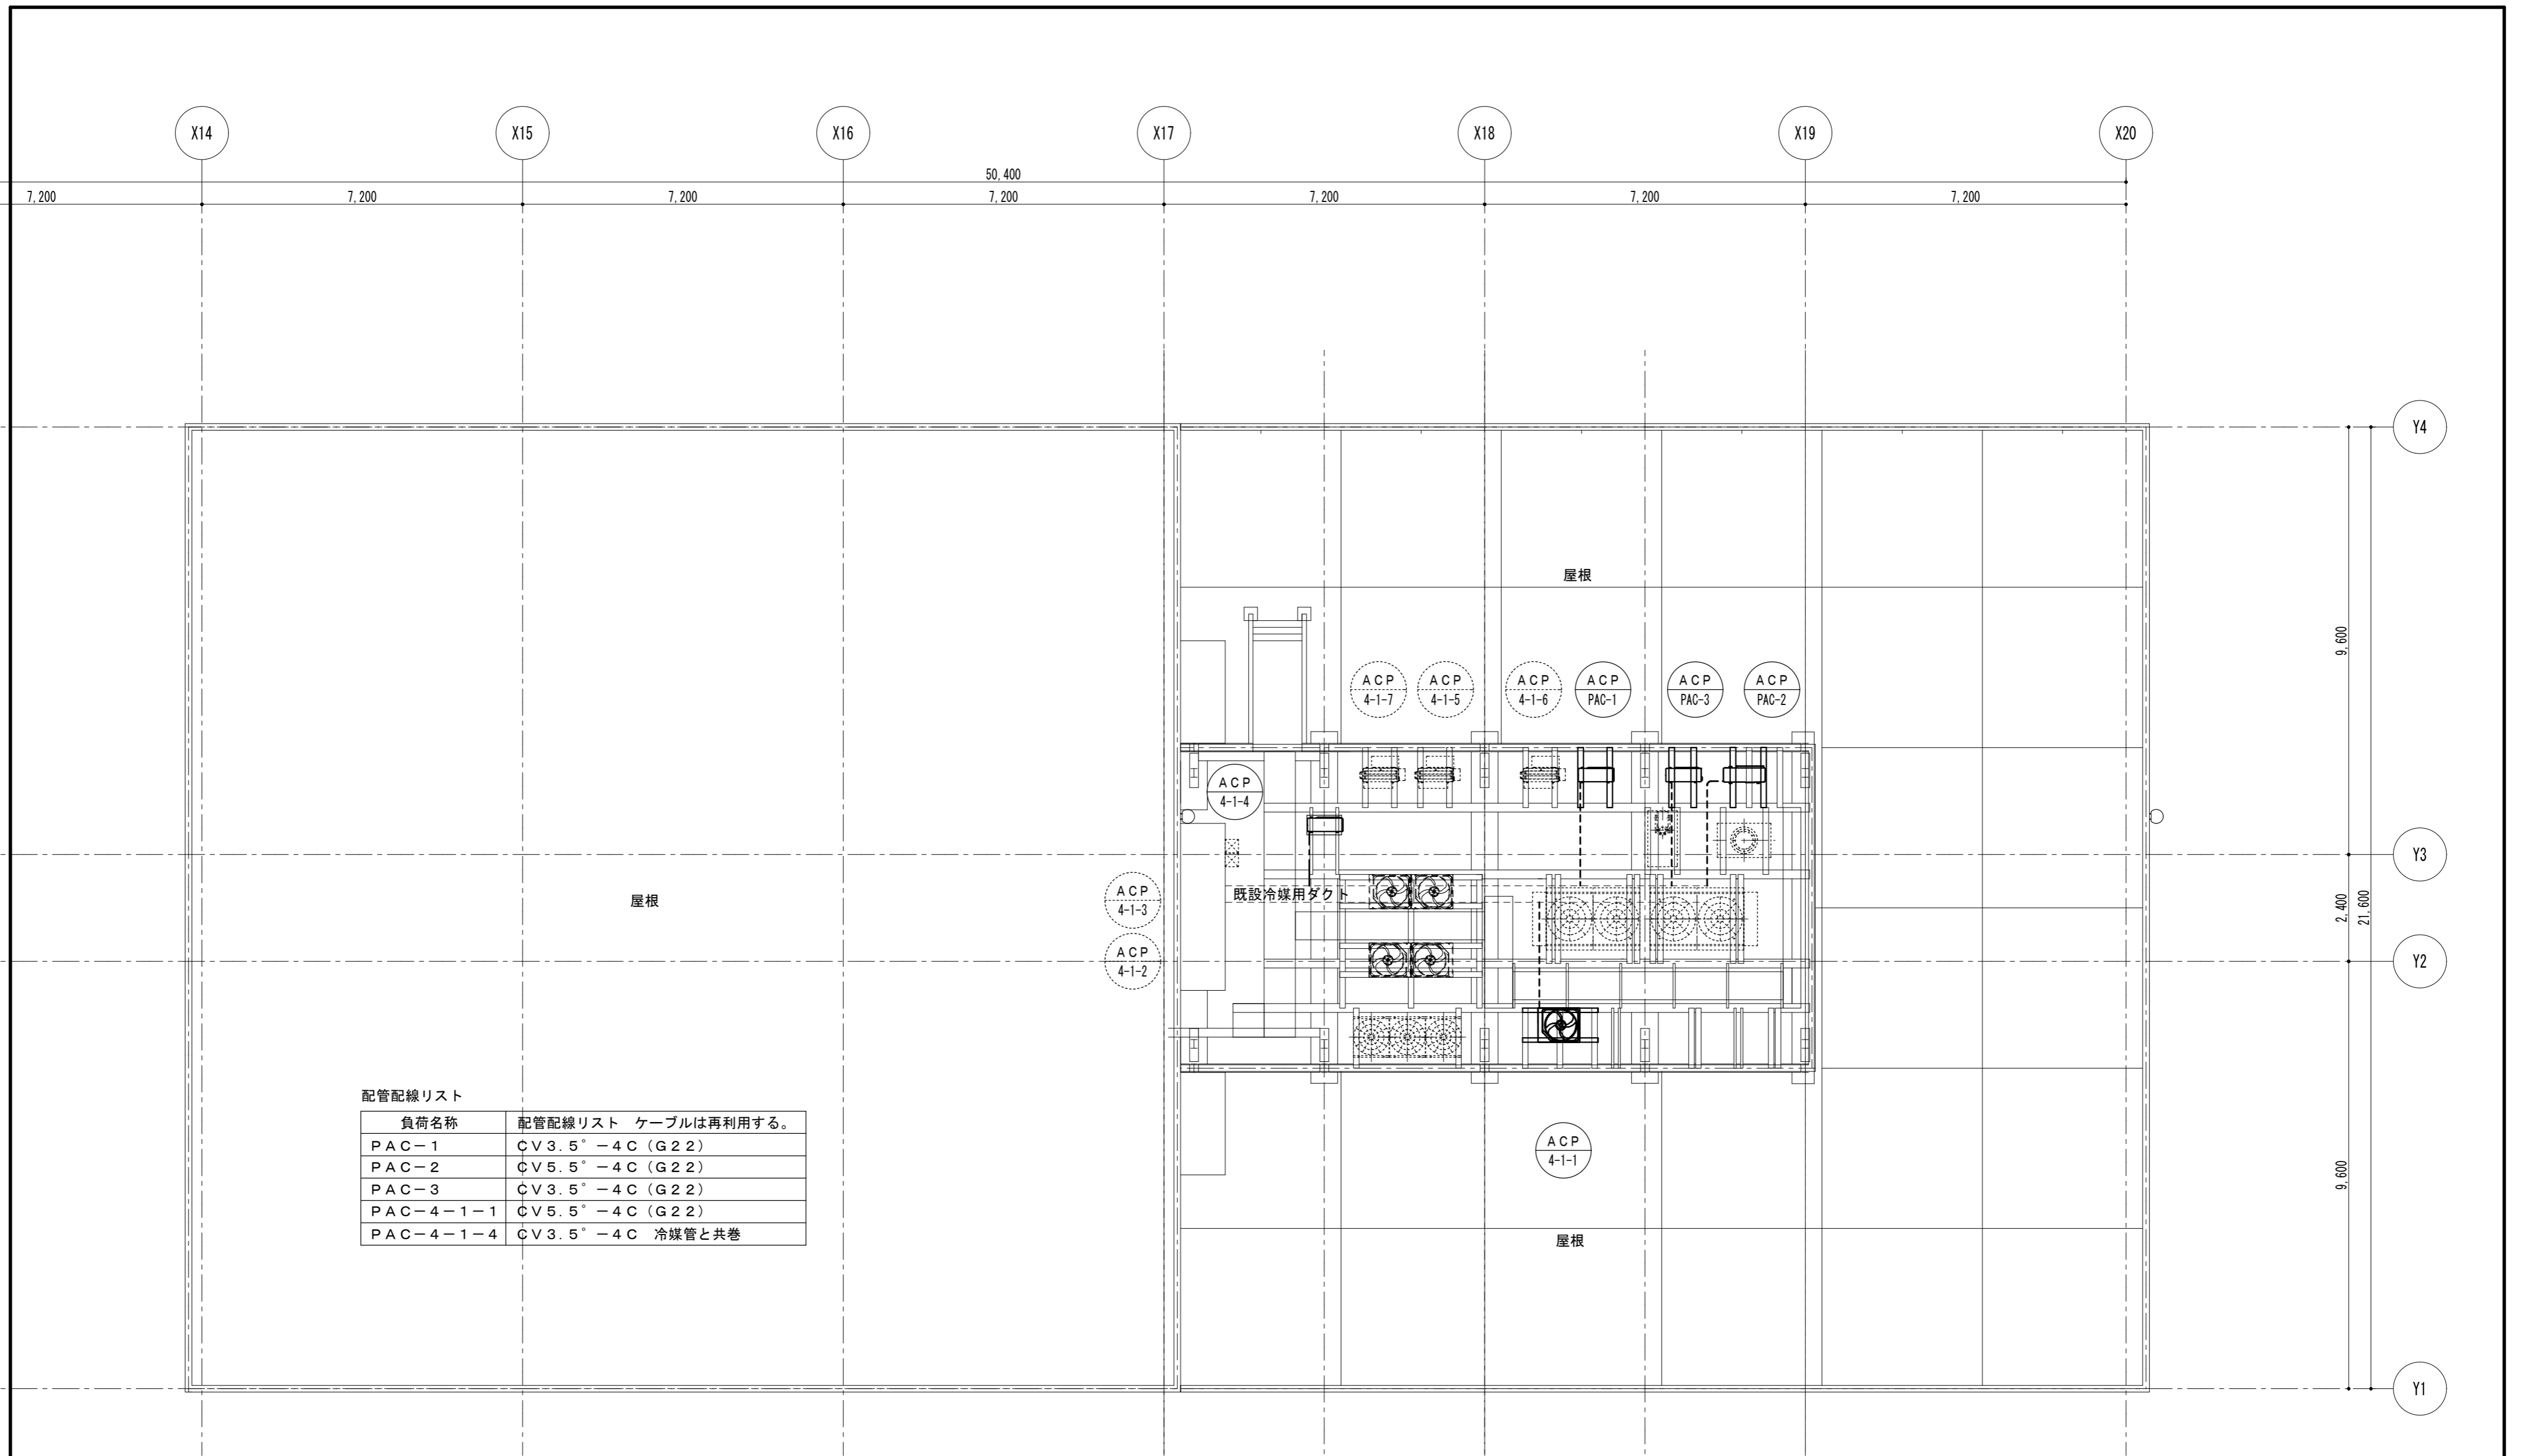 X14 X15 X16 X17 X18 X19 X20
50,400
7,200 7,200 7,200 7,200 7,200 7,200 7,200
Y4
屋根
9,600
ACP 4-1-7
ACP 4-1-5
ACP 4-1-6
ACP PAC-1
ACP PAC-3
ACP PAC-2
ACP 4-1-4
Y3
ACP 4-1-3
既設冷媒用ダクト
屋根
2,400
21,600
ACP 4-1-2
Y2
配管配線リスト
負荷名称 配管配線リスト ケーブルは再利用する。
PAC-1 CV3.5°-4C(G22)
PAC-2 CV5.5°-4C(G22)
PAC-3 CV3.5°-4C(G22)
PAC-4-1-1 CV5.5°-4C(G22)
PAC-4-1-4 CV3.5°-4C 冷媒管と共巻
ACP 4-1-1
9,600
屋根
Y1